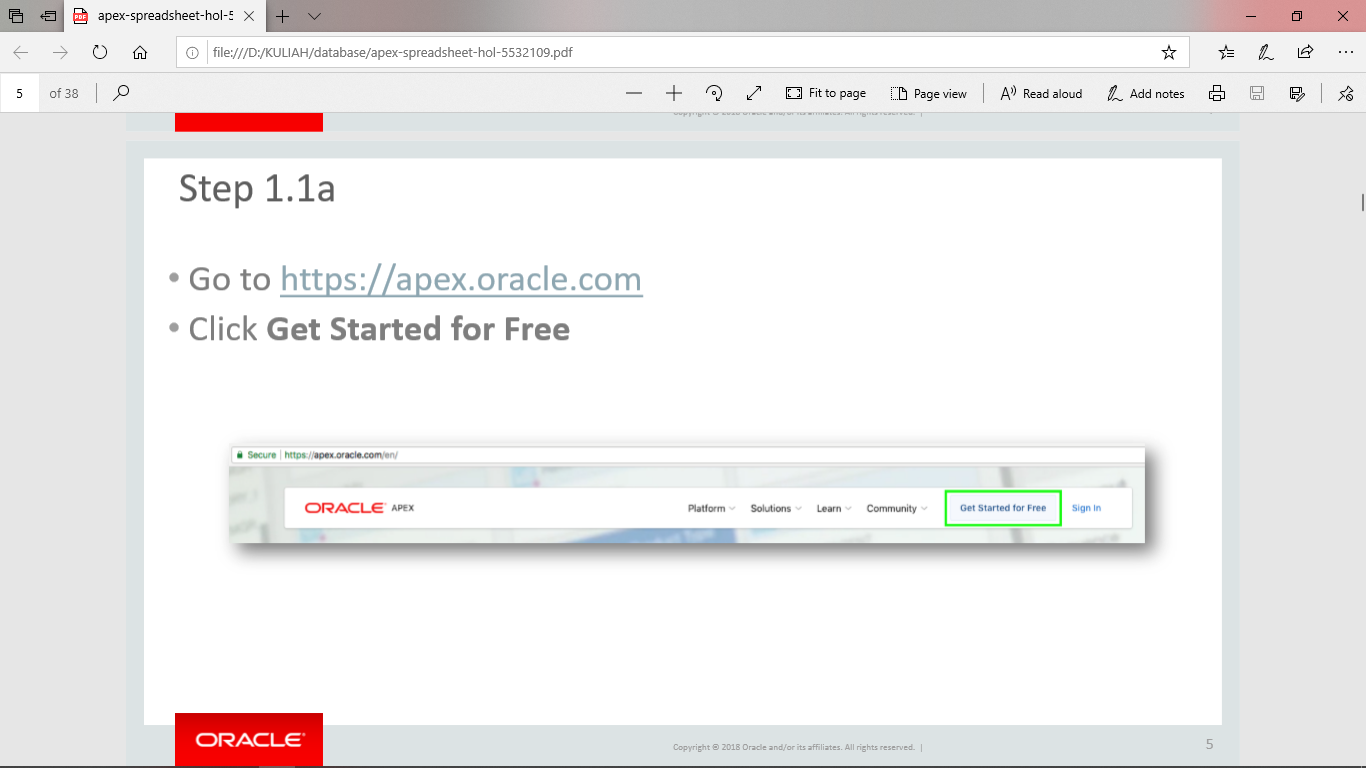 apex-spreadsheet-hol-5
file:///D:/KULIAH/database/apex-spreadsheet-hol-5532109.pdf
5 of 38 Fit to page Page view Read aloud Add notes
Copyright © 2018 Oracle and/or its affiliates. All rights reserved. |
Step 1.1a
• Go to https://apex.oracle.com
• Click Get Started for Free
Secure | https://apex.oracle.com/en/
ORACLE APEX Platform Solutions Learn Community Get Started for Free Sign In
ORACLE
Copyright © 2018 Oracle and/or its affiliates. All rights reserved. | 5